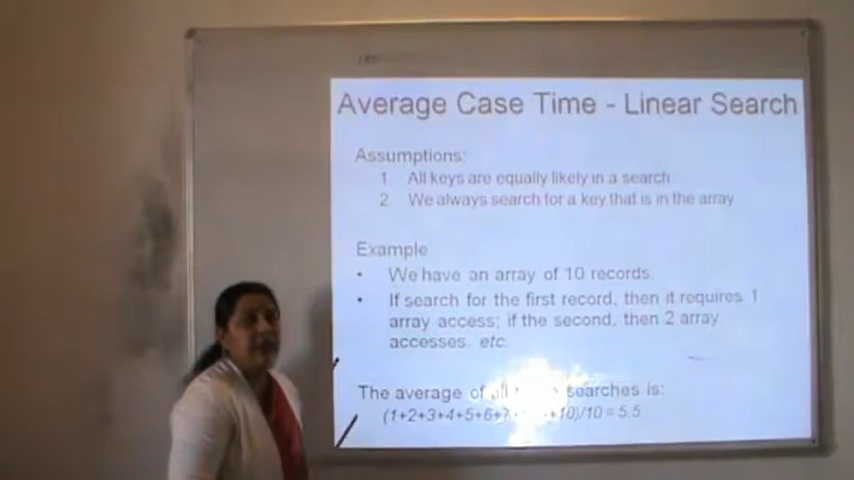 Average Case Time - Linear Search
Assumptions:
1 All keys are equally likely in a search
2 We always search for a key that is in the array
Example
• We have an array of 10 records.
• If search for the first record, then it requires 1
array access; if the second, then 2 array
accesses etc.
The average of all searches is:
(1+2+3+4+5+6+7 +10)/10 = 5.5